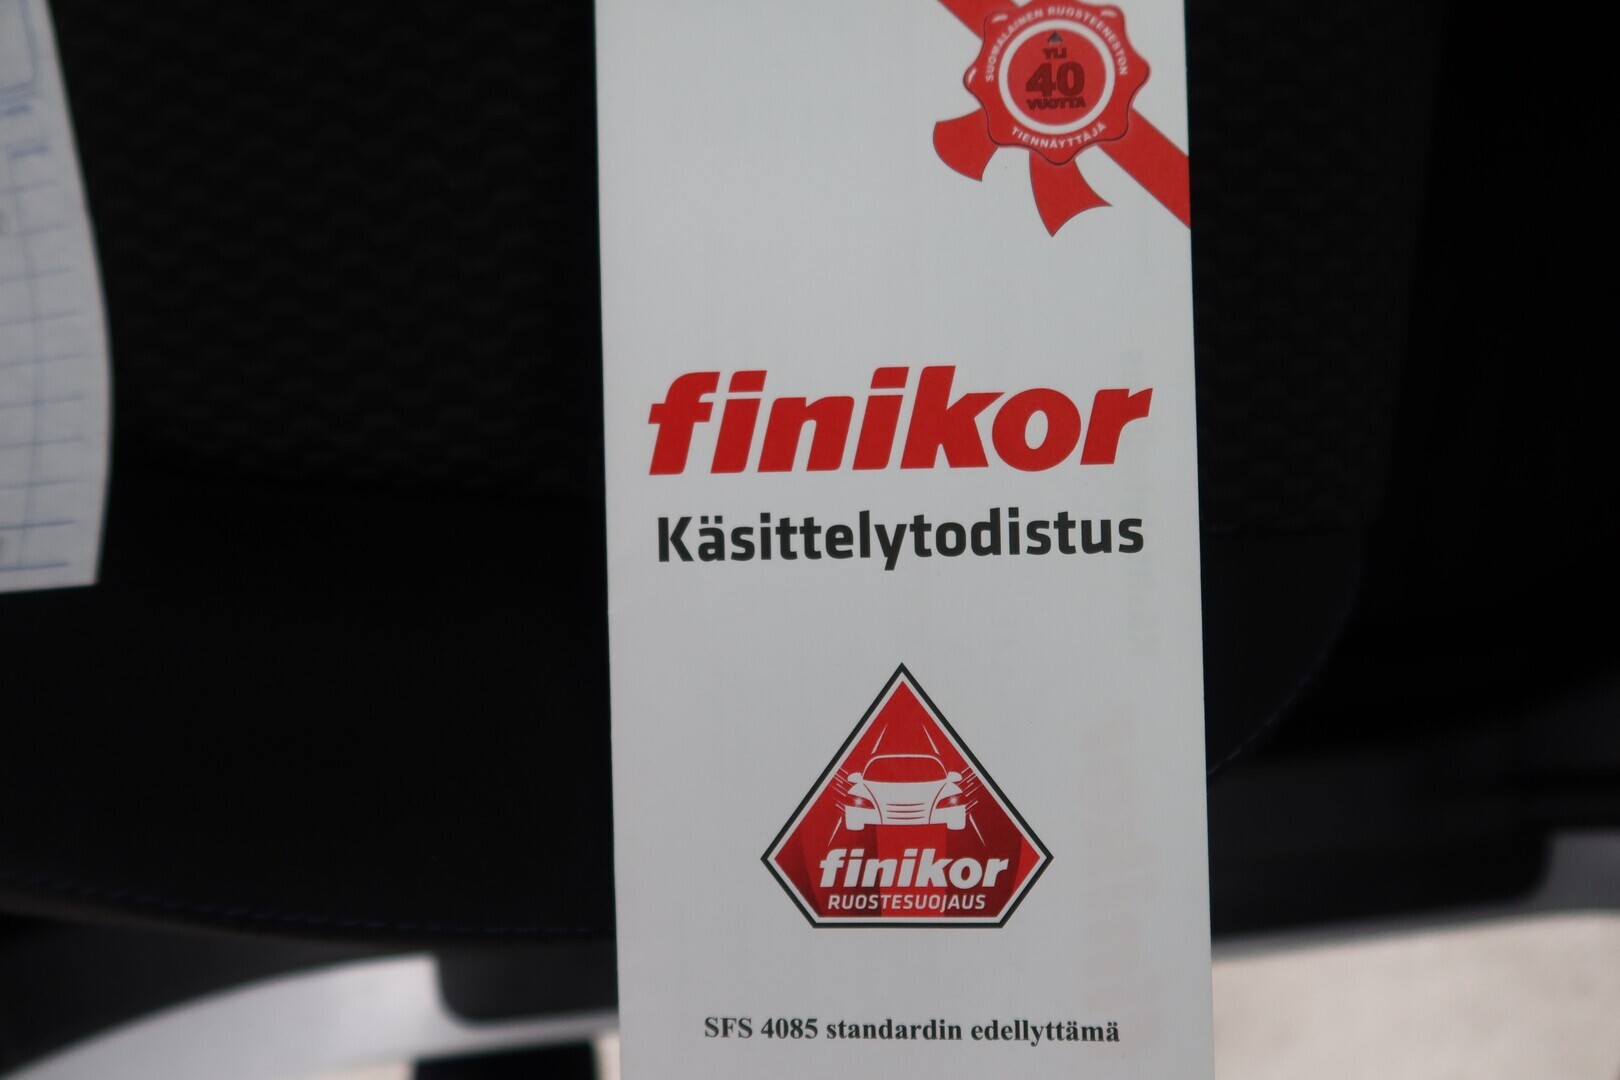 SUOMALAINEN RUOSTEENESTON
YLI
40
VUOTTA
TIENNÄYTTÄJÄ
finikor
Käsittelytodistus
finikor
RUOSTESUOJAUS
SFS 4085 standardin edellyttämä